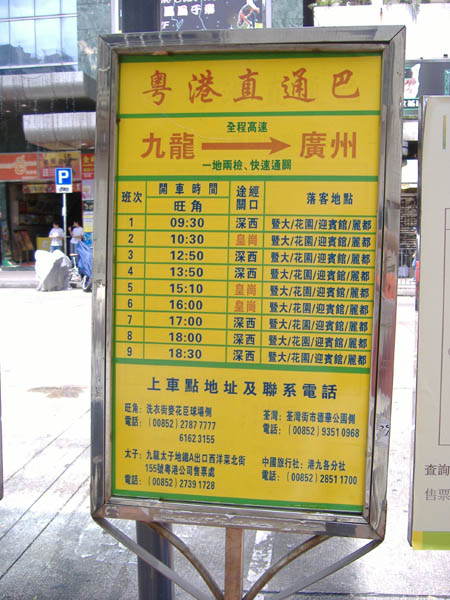 粵港直通巴
全程高速
九龍 廣州
一地兩檢、快速通關
班次 開車時間 途經關口 落客地點
旺角
1 09:30 深西 暨大/花園/迎賓館/麗都
2 10:30 皇崗 暨大/花園/迎賓館/麗都
3 12:50 深西 暨大/花園/迎賓館/麗都
4 13:50 深西 暨大/花園/迎賓館/麗都
5 15:10 皇崗 暨大/花園/迎賓館/麗都
6 16:00 皇崗 暨大/花園/迎賓館/麗都
7 17:00 深西 暨大/花園/迎賓館/麗都
8 18:00 深西 暨大/花園/迎賓館/麗都
9 18:30 深西 暨大/花園/迎賓館/麗都
上車點地址及聯系電話
旺角: 洗衣街麥花臣球場側
電話: (00852) 2787 7777
6162 3155
荃灣: 荃灣街市德華公園側
電話: (00852) 9351 0968
太子: 九龍太子地鐵A出口西洋菜北街
155號粵港公司售票處
電話: (00852) 2739 1728
中國旅行社: 港九各分社
電話: (00852) 2851 1700
P
查詢
售票